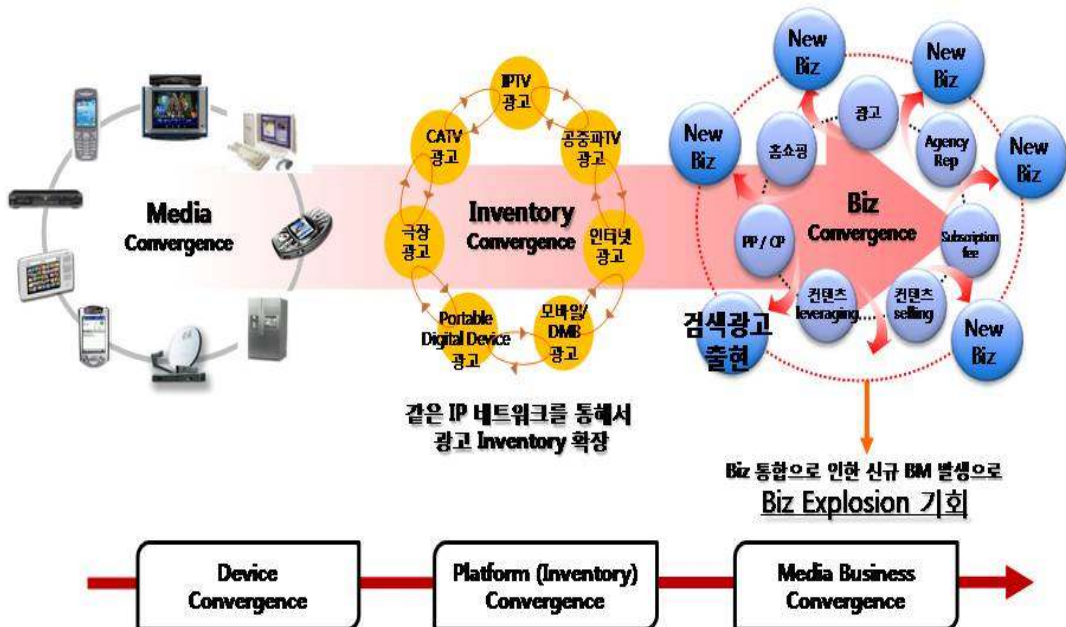 Media
Convergence
IPTV
광고
CATV
광고
공중파TV
광고
극장
광고
Inventory
Convergence
인터넷
광고
Portable
Digital Device
광고
모바일/
DMB
광고
같은 IP 네트워크를 통해서
광고 Inventory 확장
New
Biz
New
Biz
New
Biz
New
Biz
New
Biz
광고
홈쇼핑
Agency
Rep
PP / CP
Biz
Convergence
Subscription
fee
컨텐츠
leveraging
컨텐츠
selling
검색광고
출현
Biz 통합으로 인한 신규 BM 발생으로
Biz Explosion 기회
Device
Convergence
Platform (Inventory)
Convergence
Media Business
Convergence